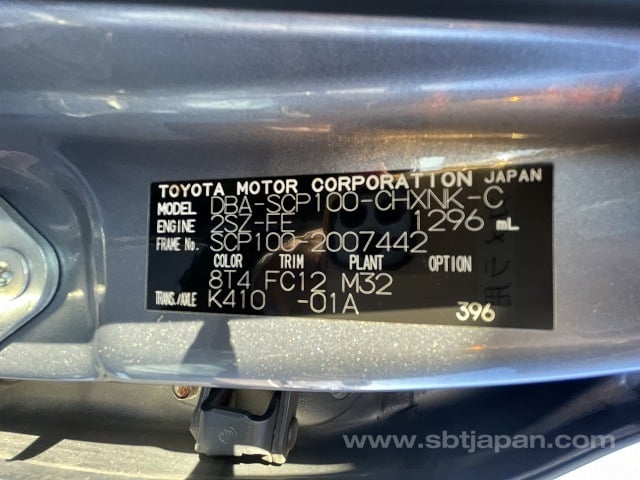 TOYOTA MOTOR CORPORATION JAPAN
MODEL DBA-SCP100-CHXNK-C
ENGINE 2SZ-FE 1296 mL
FRAME No. SCP100-2007442
COLOR TRIM PLANT OPTION
8T4 FC12 M32
TRANS./AXLE K410 -01A
396
www.sbtjapan.com